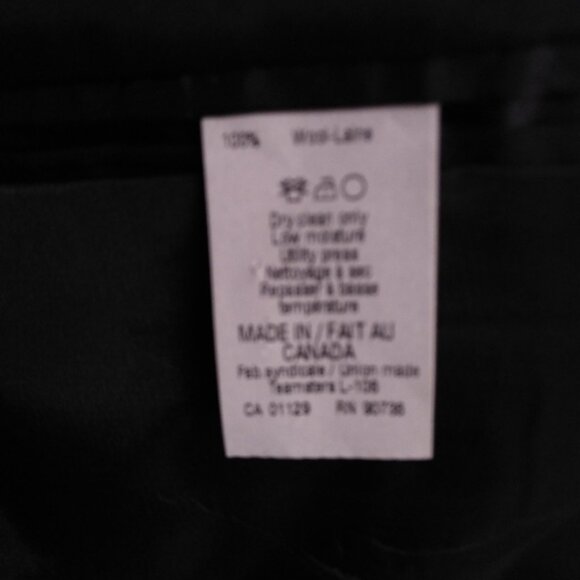 100% Wool-Laine
Dry clean only
Low moisture
Utility press
Nettoyage à sec
Repasser à basse
température
MADE IN / FAIT AU
CANADA
Fab. syndicale / Union made
Teamsters L-106
CA 01129 RN 90736